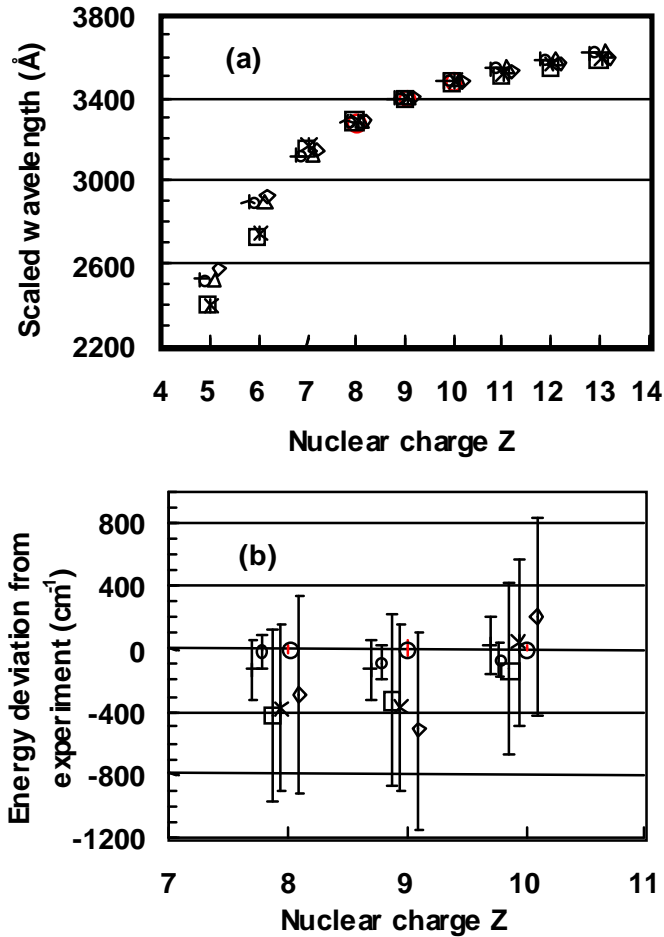 3800
(a)
3400
3000
2600
2200
Scaled wavelength (Å)
4 5 6 7 8 9 10 11 12 13 14
Nuclear charge Z
800
(b)
400
0
-400
-800
-1200
Energy deviation from
experiment (cm-1)
7 8 9 10 11
Nuclear charge Z